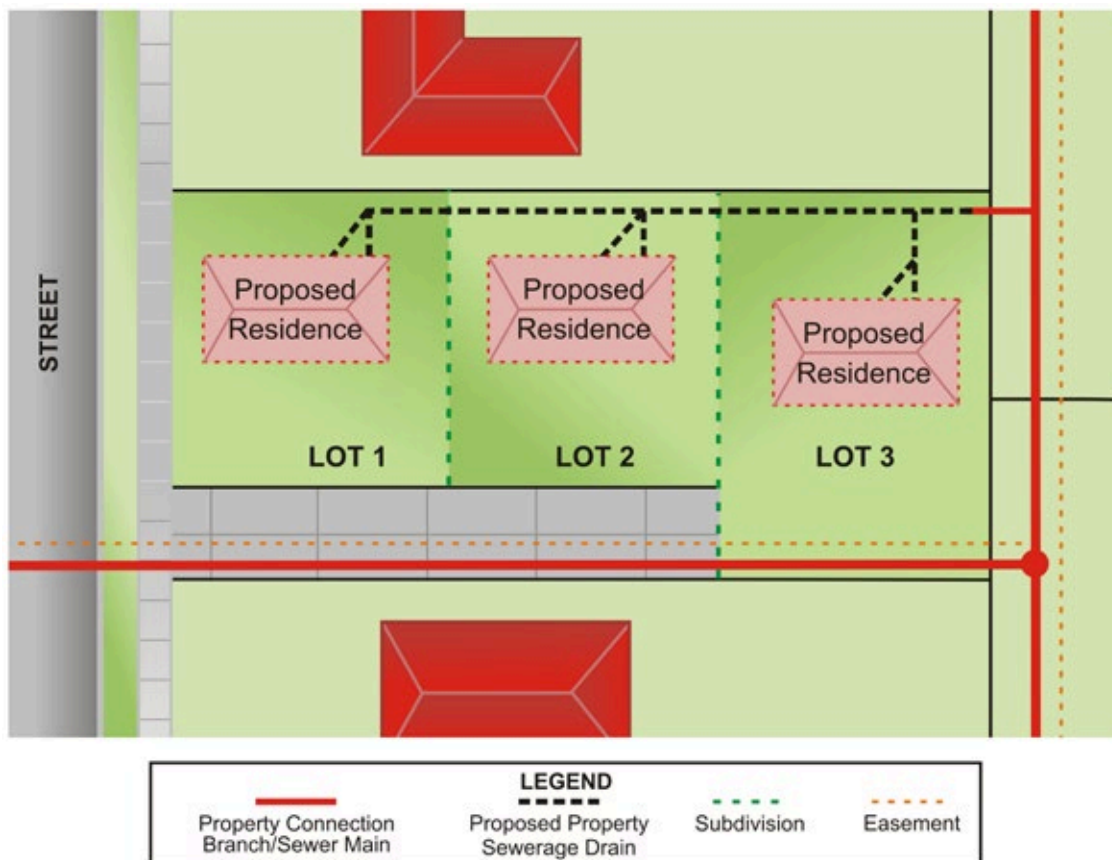 STREET
Proposed
Residence
Proposed
Residence
Proposed
Residence
LOT 1
LOT 2
LOT 3
LEGEND
Property Connection
Branch/Sewer Main
Proposed Property
Sewerage Drain
Subdivision
Easement